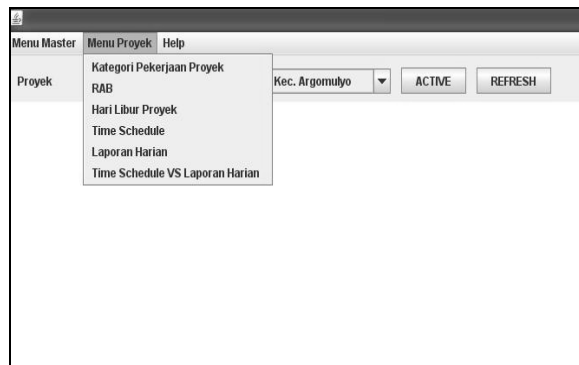 Menu Master Menu Proyek Help
Kategori Pekerjaan Proyek
Proyek Kec. Argomulyo ACTIVE REFRESH
RAB
Hari Libur Proyek
Time Schedule
Laporan Harian
Time Schedule VS Laporan Harian